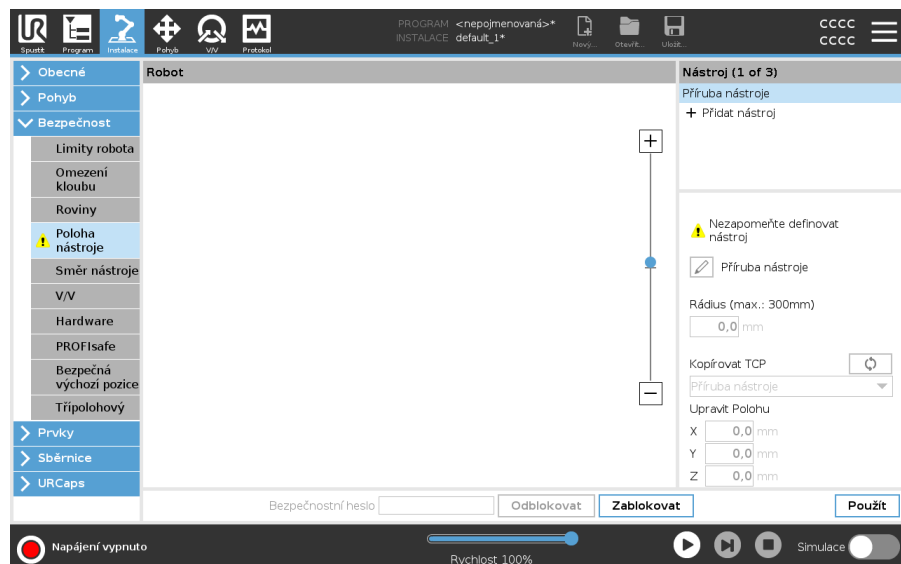 PROGRAM <nepojmenovaná>*
INSTALACE default_1*
Spustit Program Instalace Pohyb V/V Protokol Nový... Otevřít... Uložit...
cccc
cccc
Obecné
Pohyb
Bezpečnost
Limity robota
Omezení
kloubu
Roviny
Poloha
nástroje
Směr nástroje
V/V
Hardware
PROFIsafe
Bezpečná
výchozí pozice
Třípolohový
Prvky
Sběrnice
URCaps
Robot
Nástroj (1 of 3)
Příruba nástroje
+ Přidat nástroj
Nezapomeňte definovat
nástroj
Příruba nástroje
Rádius (max.: 300mm)
0,0 mm
Kopírovat TCP
Příruba nástroje
Upravit Polohu
X 0,0 mm
Y 0,0 mm
Z 0,0 mm
Bezpečnostní heslo Odblokovat Zablokovat Použít
Napájení vypnuto
Rychlost 100%
Simulace